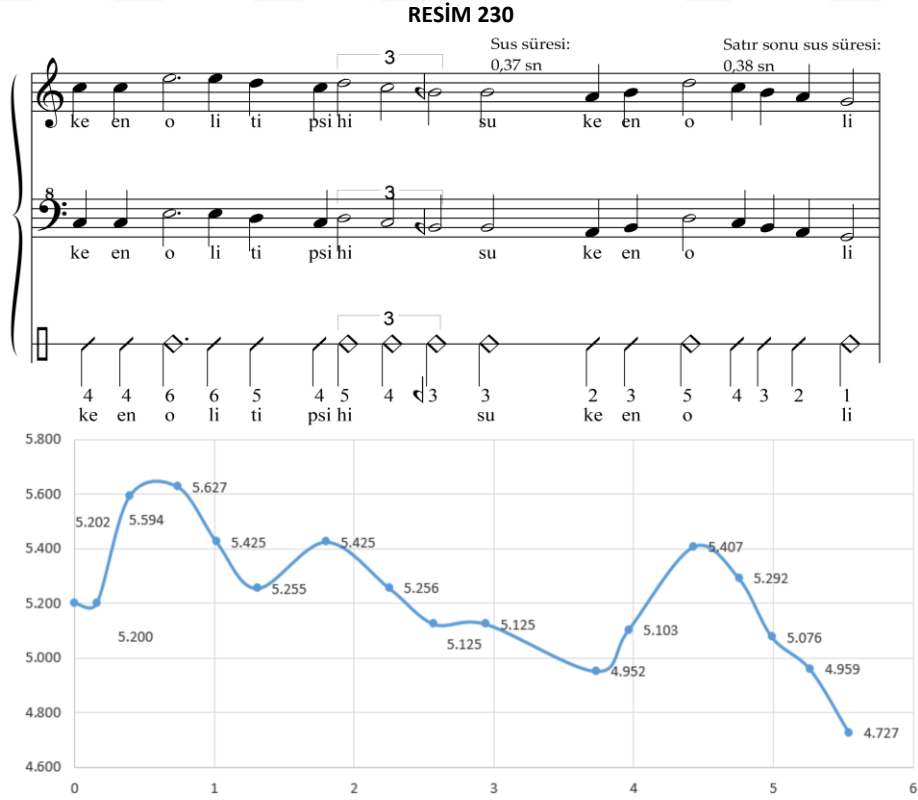 RESİM 230
Sus süresi: Satır sonu sus süresi:
0,37 sn 0,38 sn
3
ke en o li ti psi hi su ke en o li
8
3
ke en o li ti psi hi su ke en o li
3
4 4 6 6 5 4 5 4 3 3 2 3 5 4 3 2 1
ke en o li ti psi hi su ke en o li
5.800
5.600
5.400
5.200
5.000
4.800
4.600
5.202 5.594 5.627
5.200 5.425 5.255 5.425 5.256
5.125 5.125 4.952 5.103 5.407
5.292 5.076 4.959 4.727
0 1 2 3 4 5 6